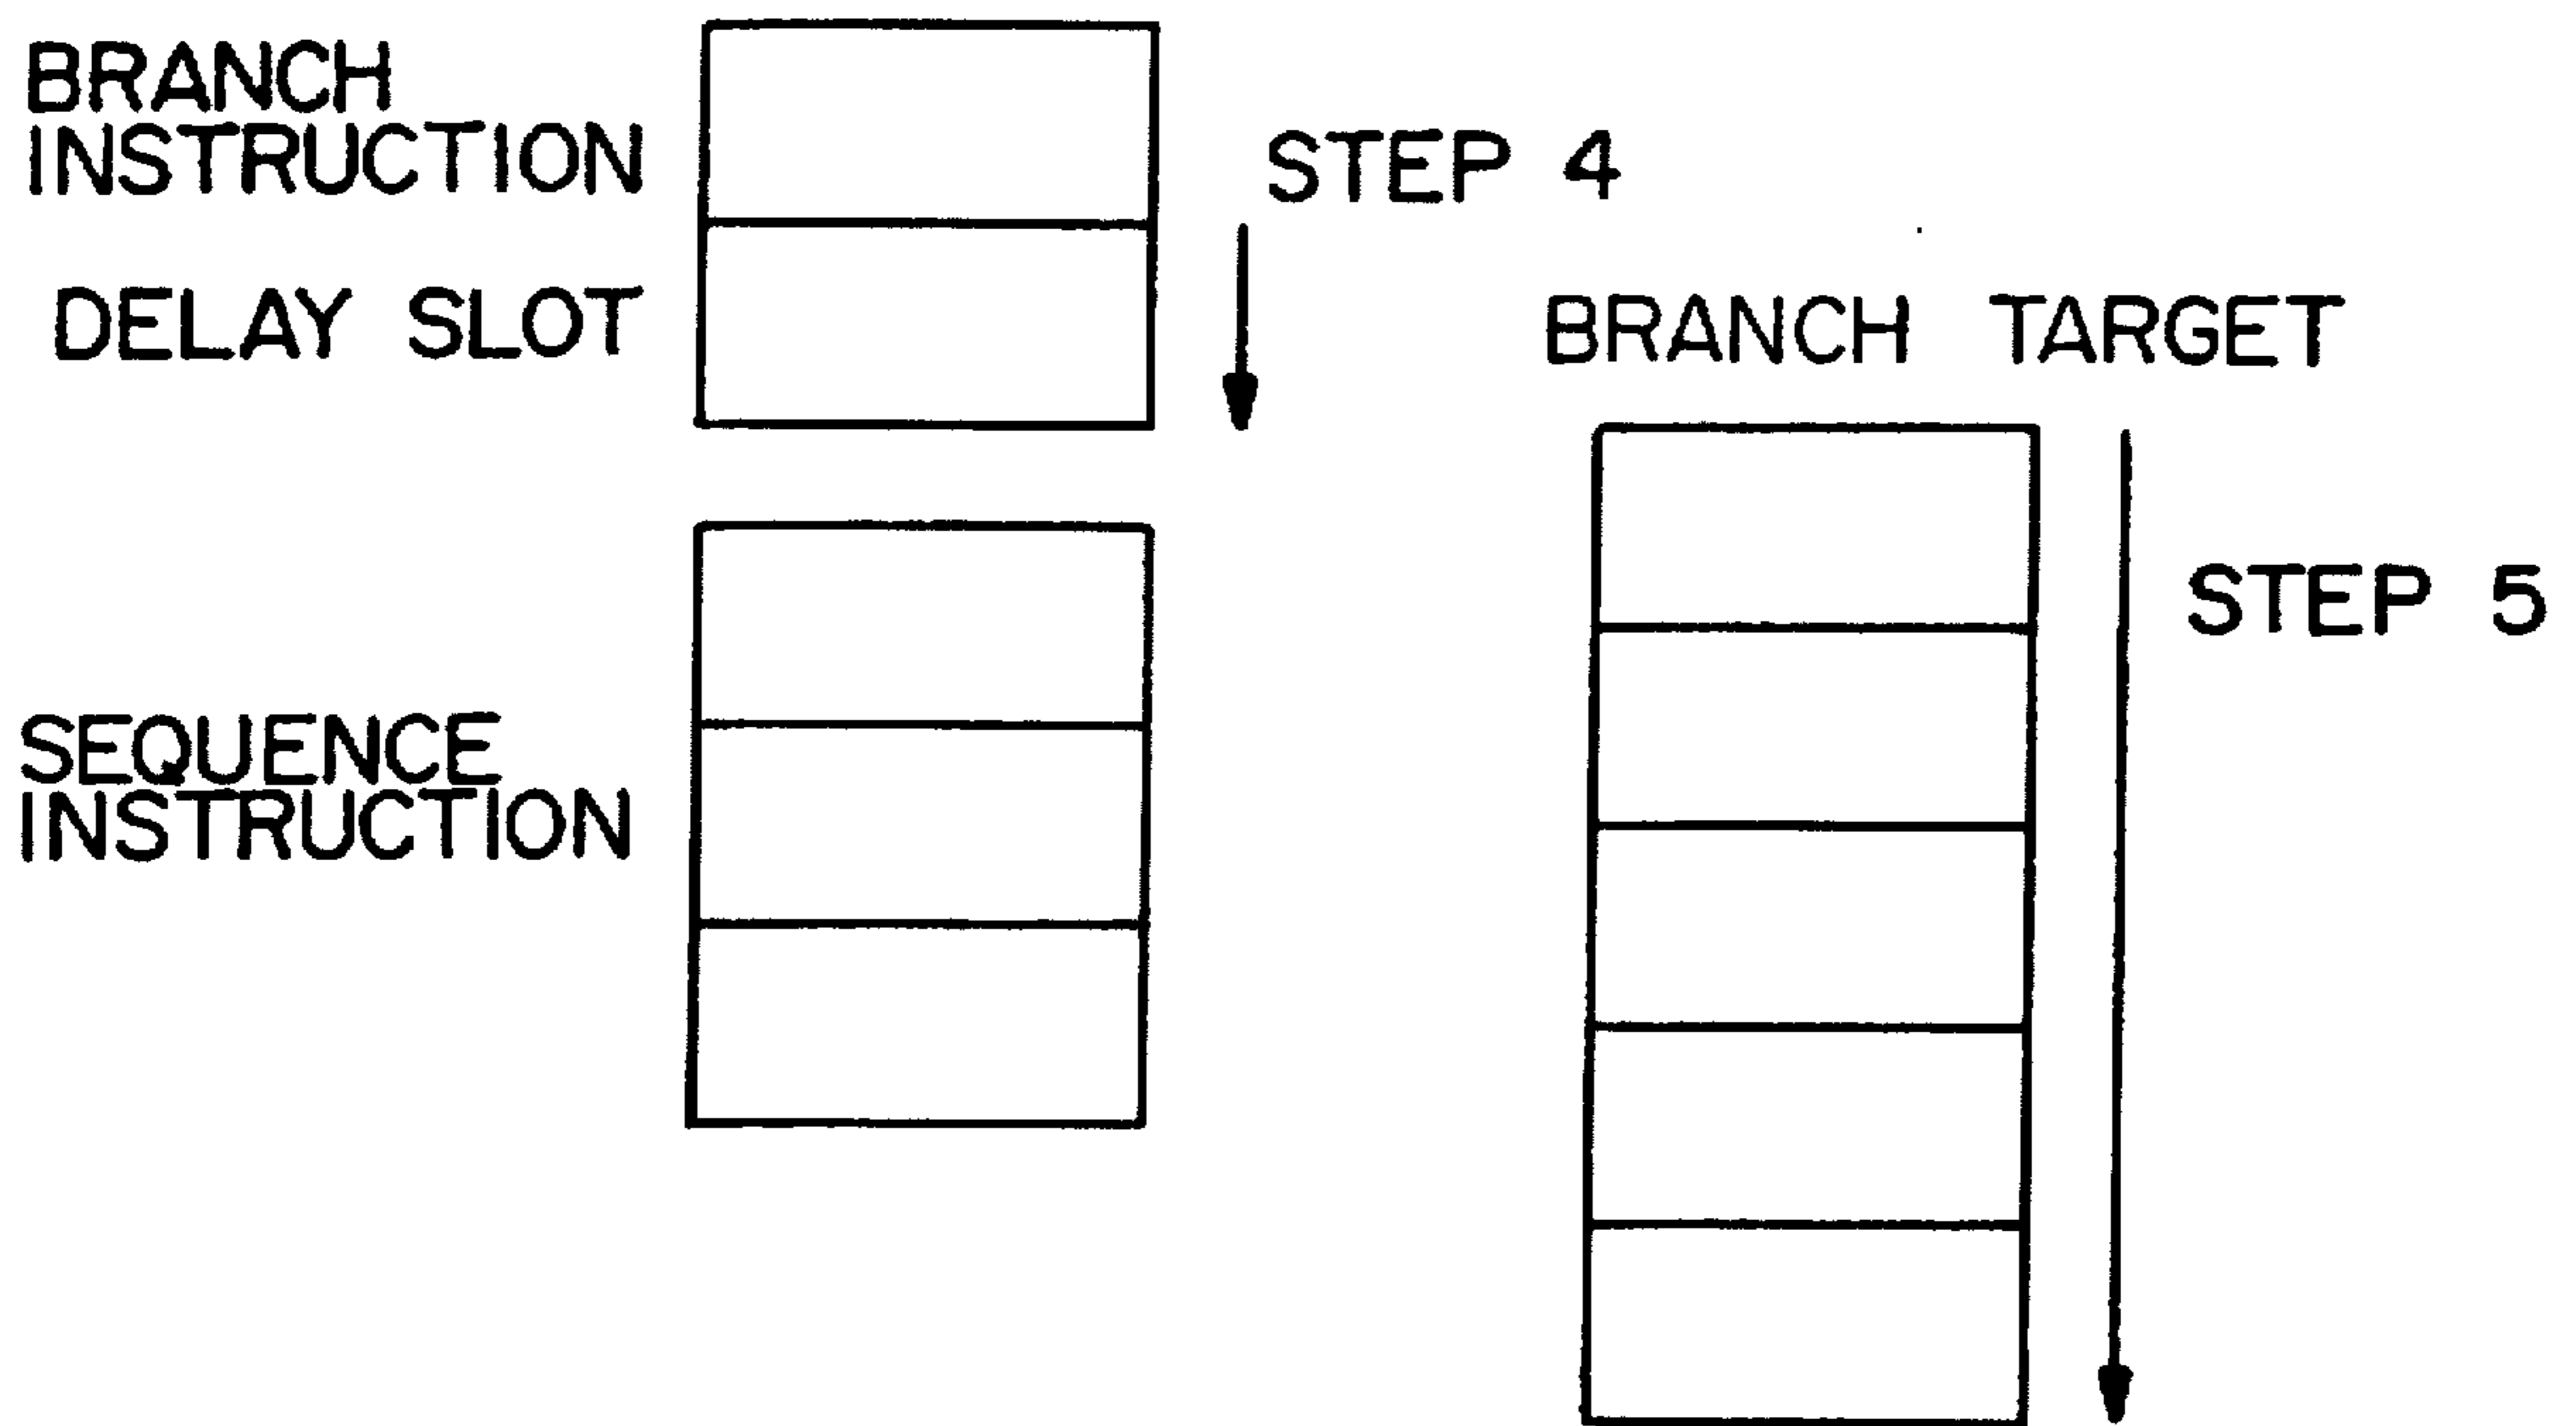 BRANCH
INSTRUCTION
STEP 4
DELAY SLOT
BRANCH TARGET
STEP 5
SEQUENCE
INSTRUCTION